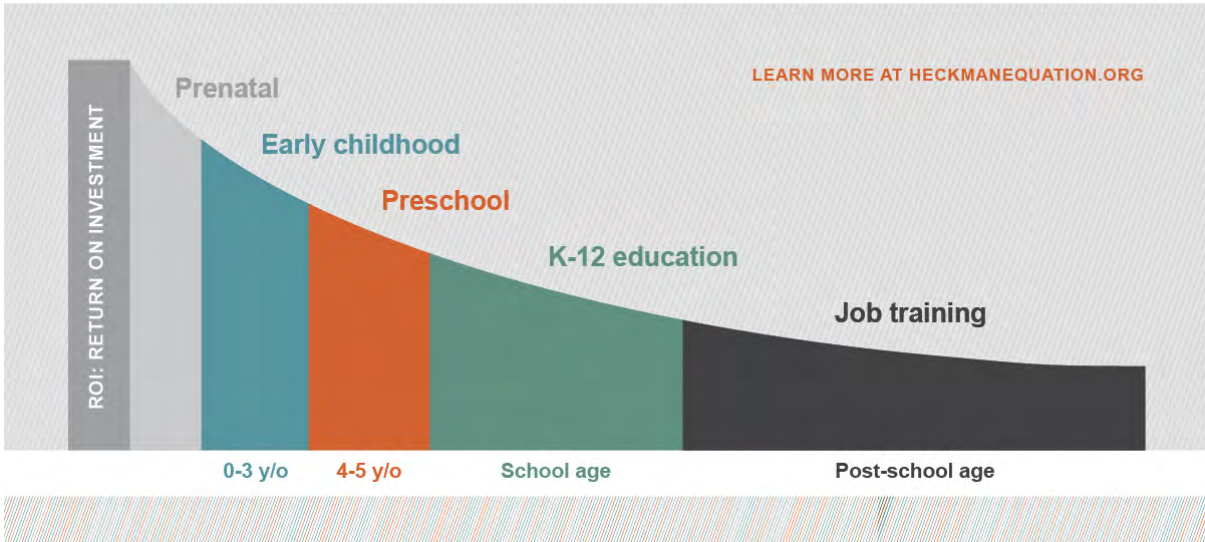 LEARN MORE AT HECKMANEQUATION.ORG
ROI: RETURN ON INVESTMENT
Prenatal
Early childhood
Preschool
K-12 education
Job training
0-3 y/o
4-5 y/o
School age
Post-school age